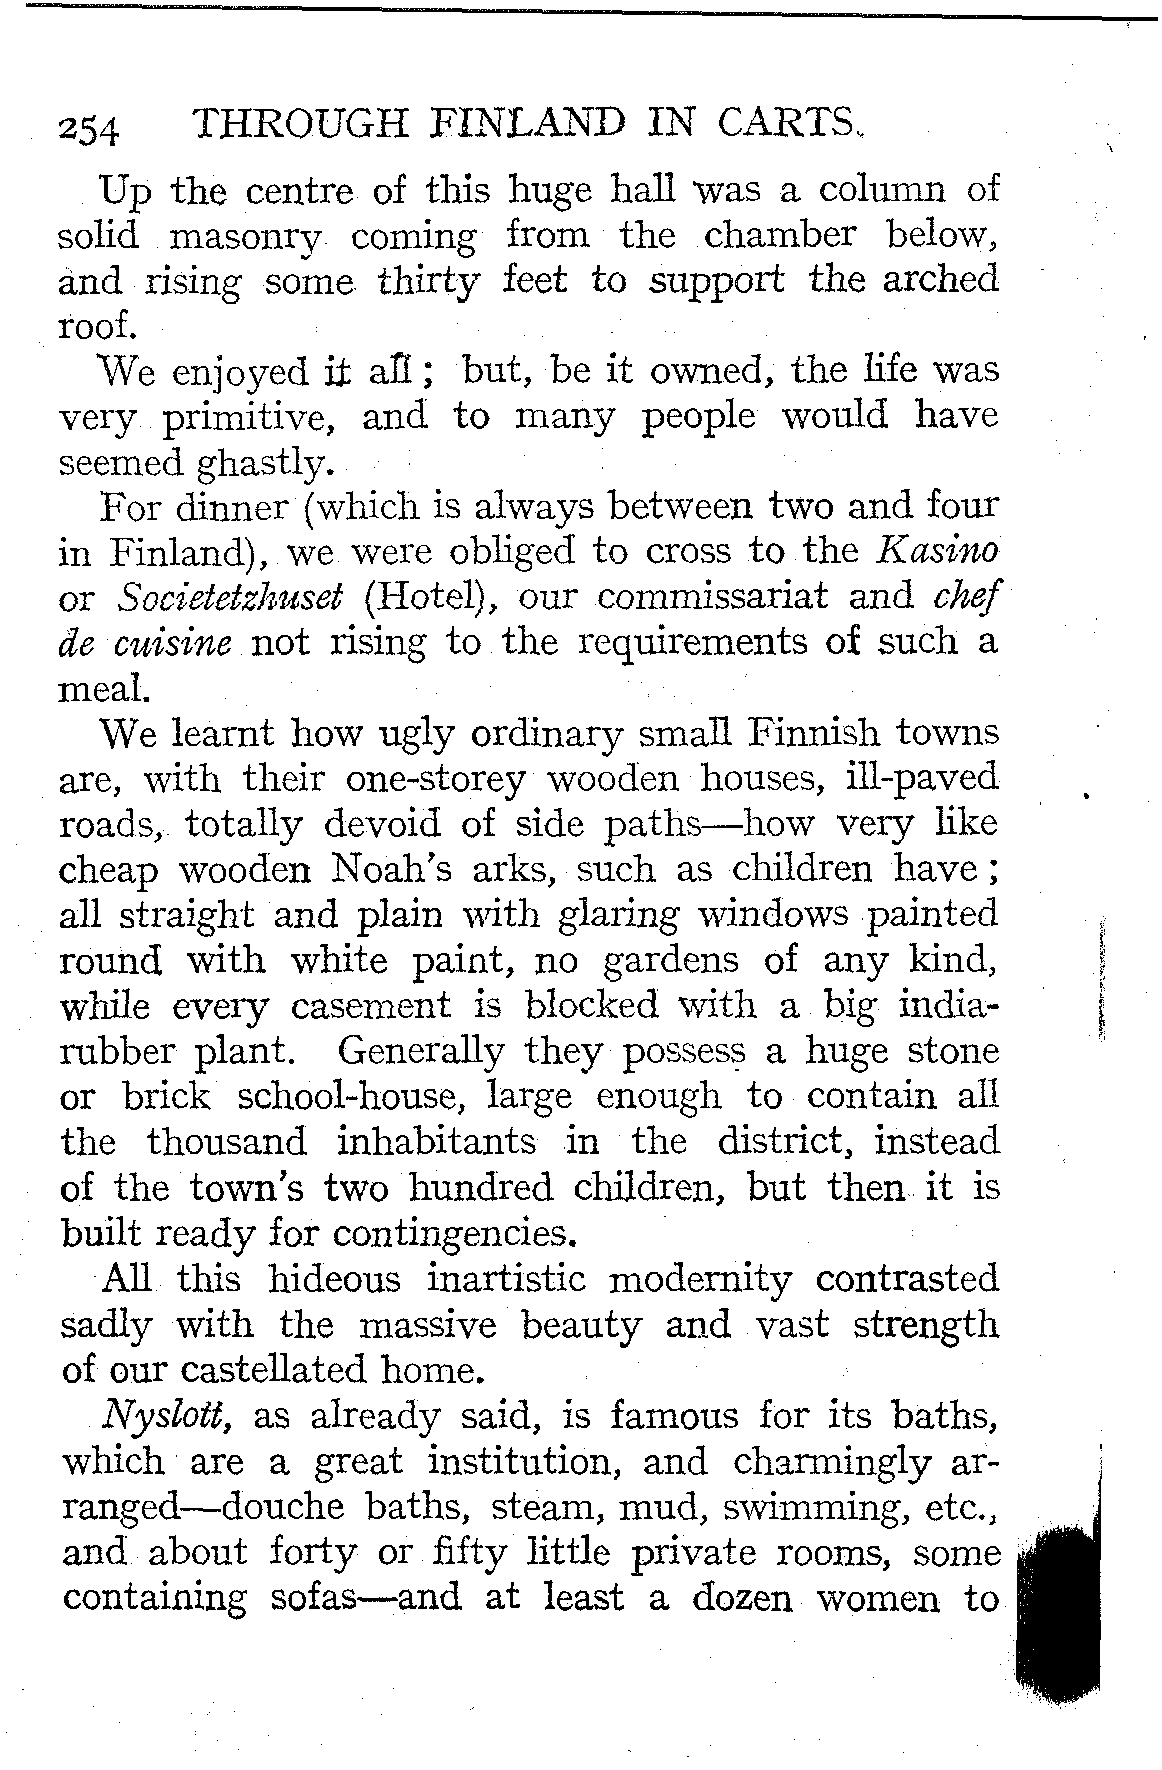 254 THROUGH FINLAND IN CARTS.
Up the centre of this huge hall was a column of
solid masonry coming from the chamber below,
and rising some thirty feet to support the arched
roof.
We enjoyed it all; but, be it owned, the life was
very primitive, and to many people would have
seemed ghastly.
For dinner (which is always between two and four
in Finland), we were obliged to cross to the Kasino
or Societetzhuset (Hotel), our commissariat and chef
de cuisine not rising to the requirements of such a
meal.
We learnt how ugly ordinary small Finnish towns
are, with their one-storey wooden houses, ill-paved
roads, totally devoid of side paths—how very like
cheap wooden Noah's arks, such as children have;
all straight and plain with glaring windows painted
round with white paint, no gardens of any kind,
while every casement is blocked with a big india-
rubber plant. Generally they possess a huge stone
or brick school-house, large enough to contain all
the thousand inhabitants in the district, instead
of the town's two hundred children, but then it is
built ready for contingencies.
All this hideous inartistic modernity contrasted
sadly with the massive beauty and vast strength
of our castellated home.
Nyslott, as already said, is famous for its baths,
which are a great institution, and charmingly ar-
ranged—douche baths, steam, mud, swimming, etc.,
and about forty or fifty little private rooms, some
containing sofas—and at least a dozen women to